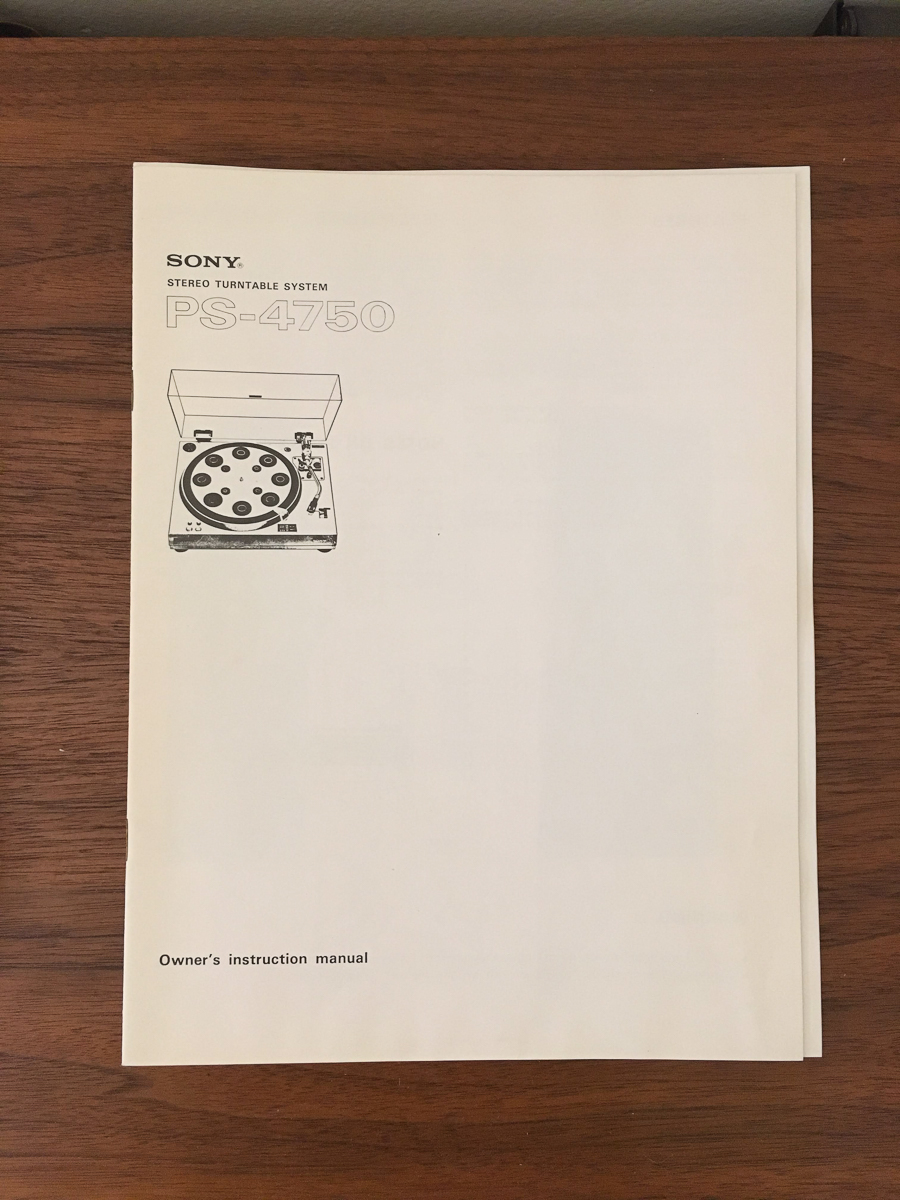 SONY®
STEREO TURNTABLE SYSTEM
PS-4750
Owner's instruction manual